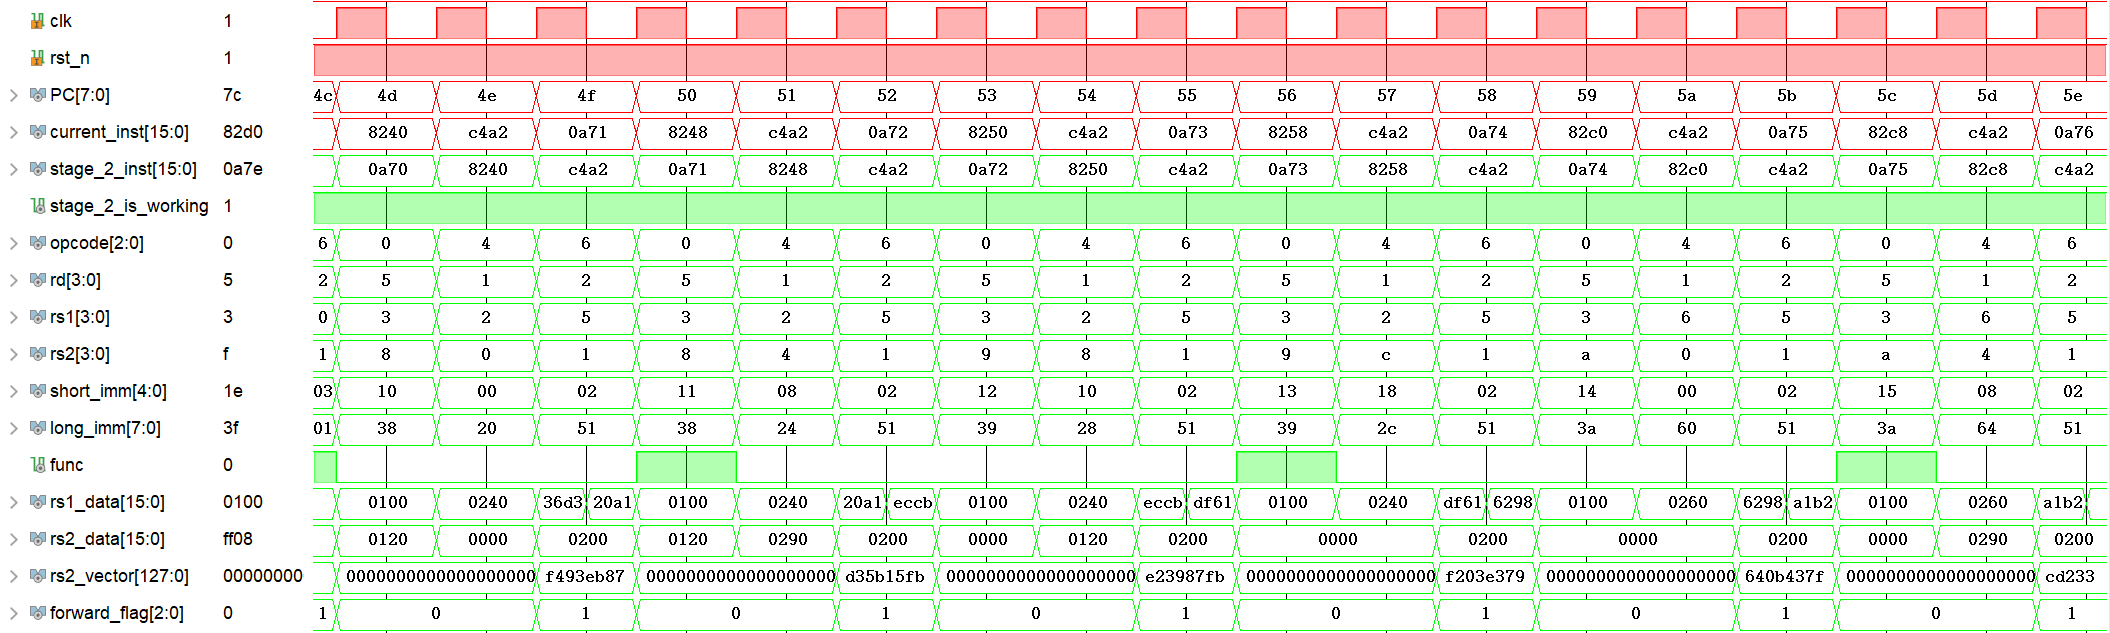 clk 1
rst_n 1
PC[7:0] 7c 4c 4d 4e 4f 50 51 52 53 54 55 56 57 58 59 5a 5b 5c 5d 5e
current_inst[15:0] 82d0 8240 c4a2 0a71 8248 c4a2 0a72 8250 c4a2 0a73 8258 c4a2 0a74 82c0 c4a2 0a75 82c8 c4a2 0a76
stage_2_inst[15:0] 0a7e 0a70 8240 c4a2 0a71 8248 c4a2 0a72 8250 c4a2 0a73 8258 c4a2 0a74 82c0 c4a2 0a75 82c8 c4a2
stage_2_is_working 1
opcode[2:0] 0 6 0 4 6 0 4 6 0 4 6 0 4 6 0 4 6 0 4 6
rd[3:0] 5 2 5 1 2 5 1 2 5 1 2 5 1 2 5 1 2 5 1 2
rs1[3:0] 3 0 3 2 5 3 2 5 3 2 5 3 2 5 3 6 5 3 6 5
rs2[3:0] f 1 8 0 1 8 4 1 9 8 1 9 c 1 a 0 1 a 4 1
short_imm[4:0] 1e 03 10 00 02 11 08 02 12 10 02 13 18 02 14 00 02 15 08 02
long_imm[7:0] 3f 01 38 20 51 38 24 51 39 28 51 39 2c 51 3a 60 51 3a 64 51
func 0
rs1_data[15:0] 0100 0100 0240 36d3 20a1 0100 0240 20a1 eccb 0100 0240 eccb df61 0100 0240 df61 6298 0100 0260 6298 a1b2 0100 0260 a1b2
rs2_data[15:0] ff08 0120 0000 0200 0120 0290 0200 0000 0120 0200 0000 0200 0000 0200 0000 0290 0200
rs2_vector[127:0] 00000000 00000000000000000000 f493eb87 00000000000000000000 d35b15fb 00000000000000000000 e23987fb 00000000000000000000 f203e379 00000000000000000000 640b437f 00000000000000000000 cd233
forward_flag[2:0] 0 1 0 1 0 1 0 1 0 1 0 1 0 1